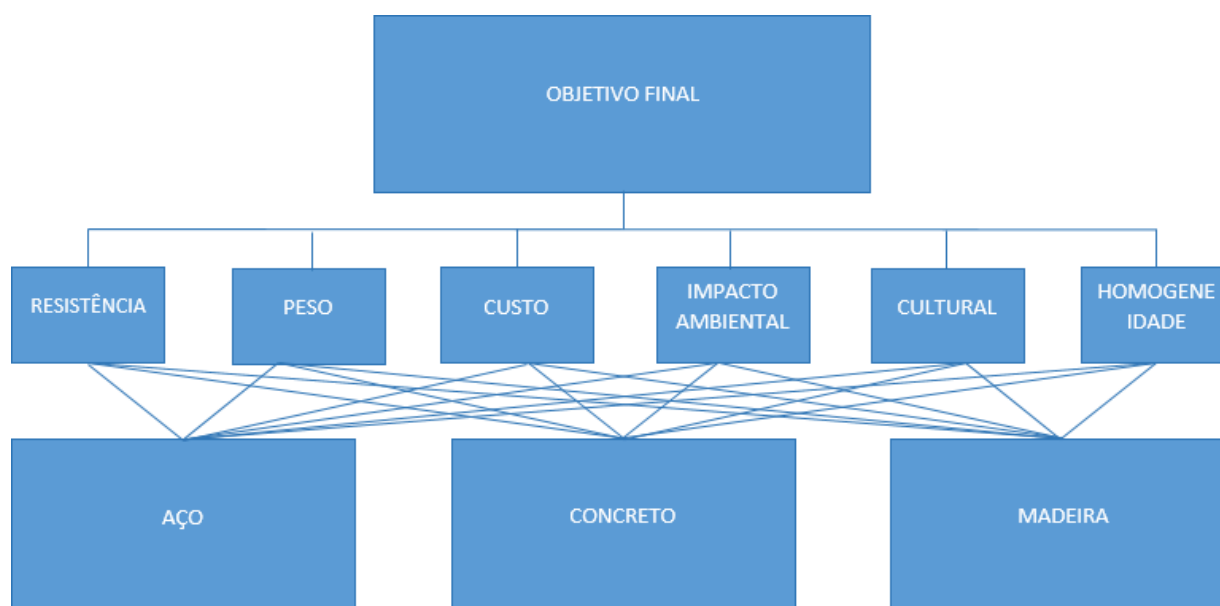 OBJETIVO FINAL
RESISTÊNCIA
PESO
CUSTO
IMPACTO
AMBIENTAL
CULTURAL
HOMOGENE
IDADE
AÇO
CONCRETO
MADEIRA